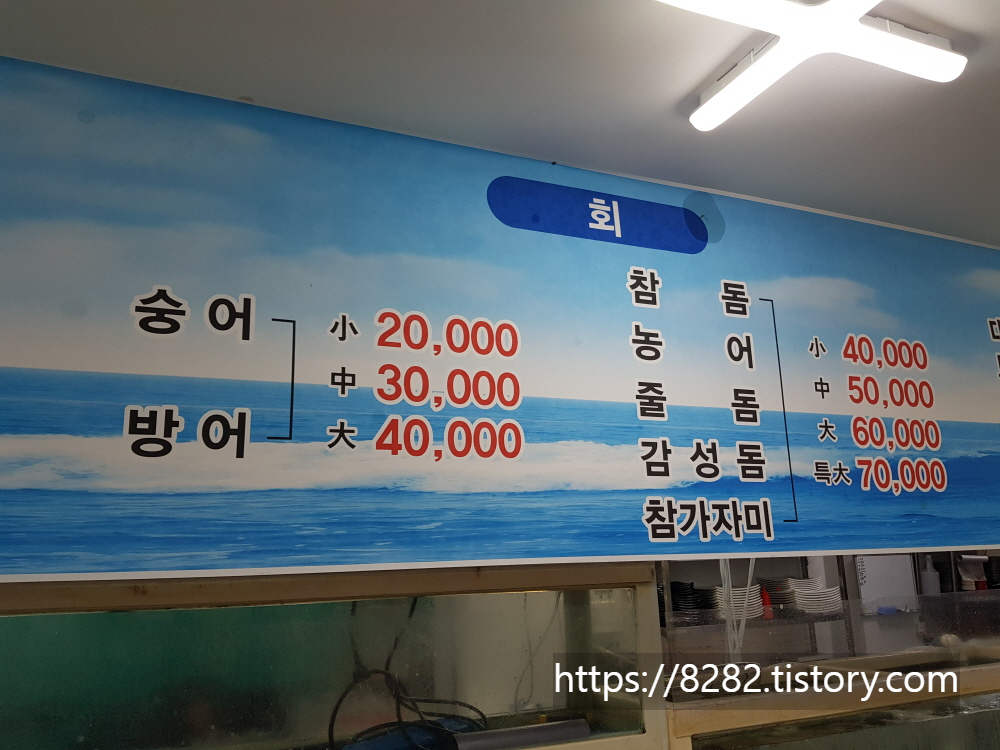 회
숭어
방어
小 20,000
中 30,000
大 40,000
참돔
농어
줄돔
감성돔
참가자미
小 40,000
中 50,000
大 60,000
특大 70,000
https://8282.tistory.com